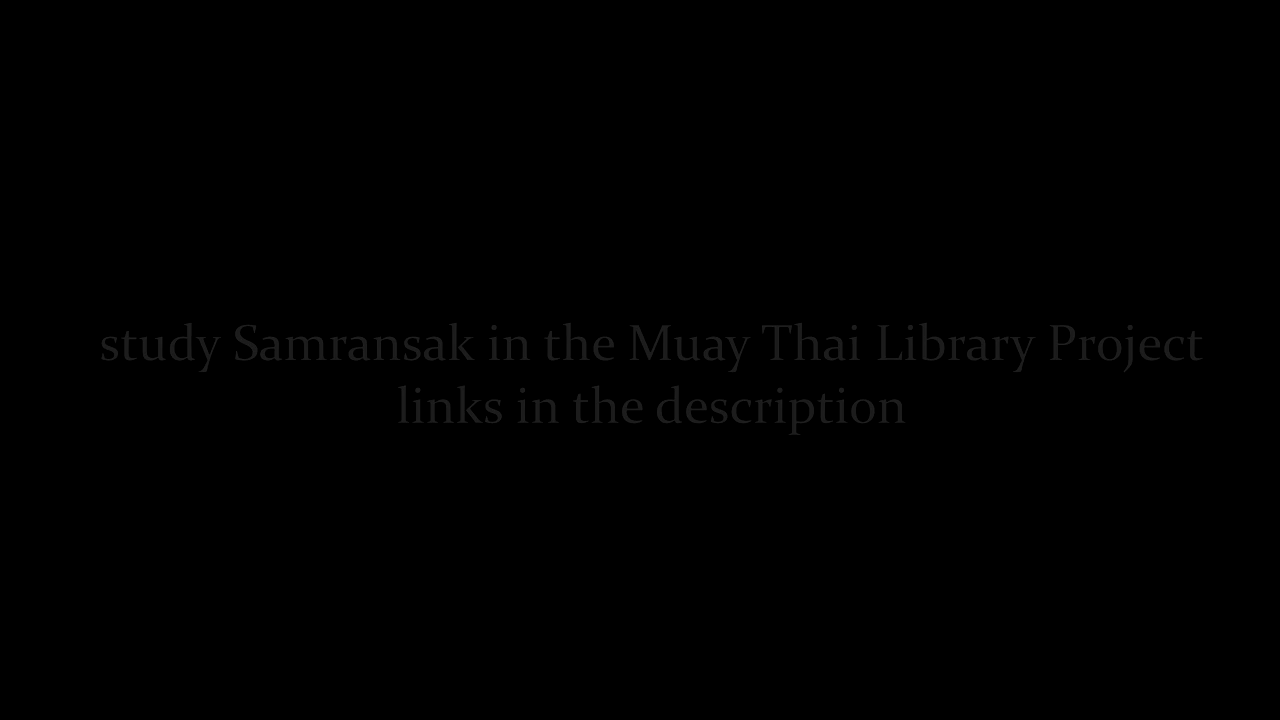 study Samransak in the Muay Thai Library Project
links in the description